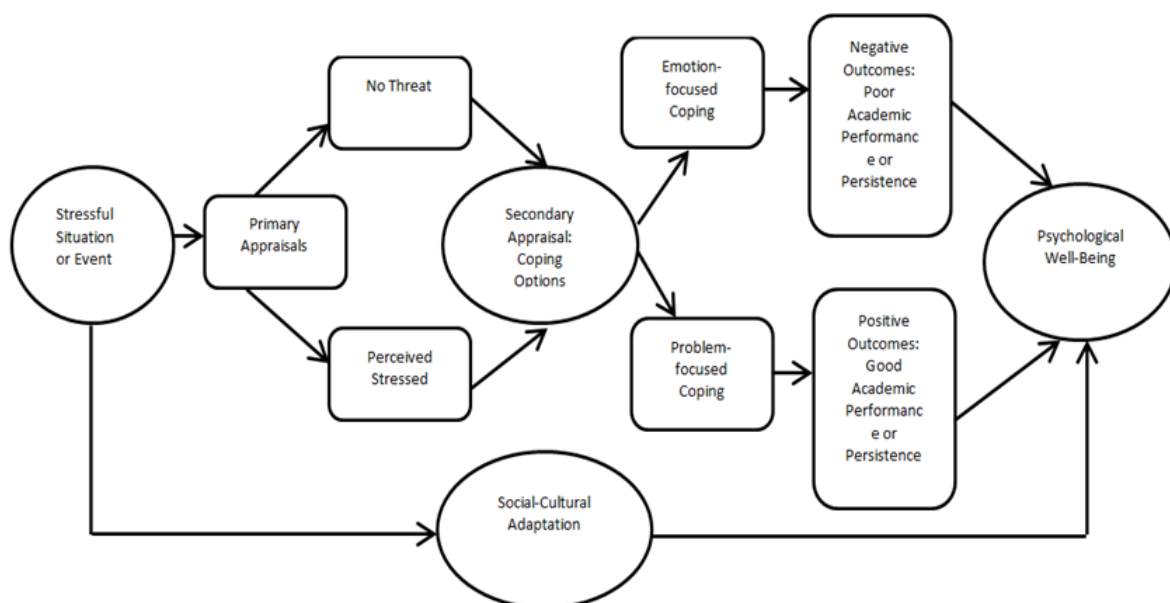 Stressful
Situation
or Event
Primary
Appraisals
No Threat
Perceived
Stressed
Secondary
Appraisal:
Coping
Options
Emotion-
focused
Coping
Problem-
focused
Coping
Negative
Outcomes:
Poor
Academic
Performanc
e or
Persistence
Positive
Outcomes:
Good
Academic
Performanc
e or
Persistence
Psychological
Well-Being
Social-Cultural
Adaptation